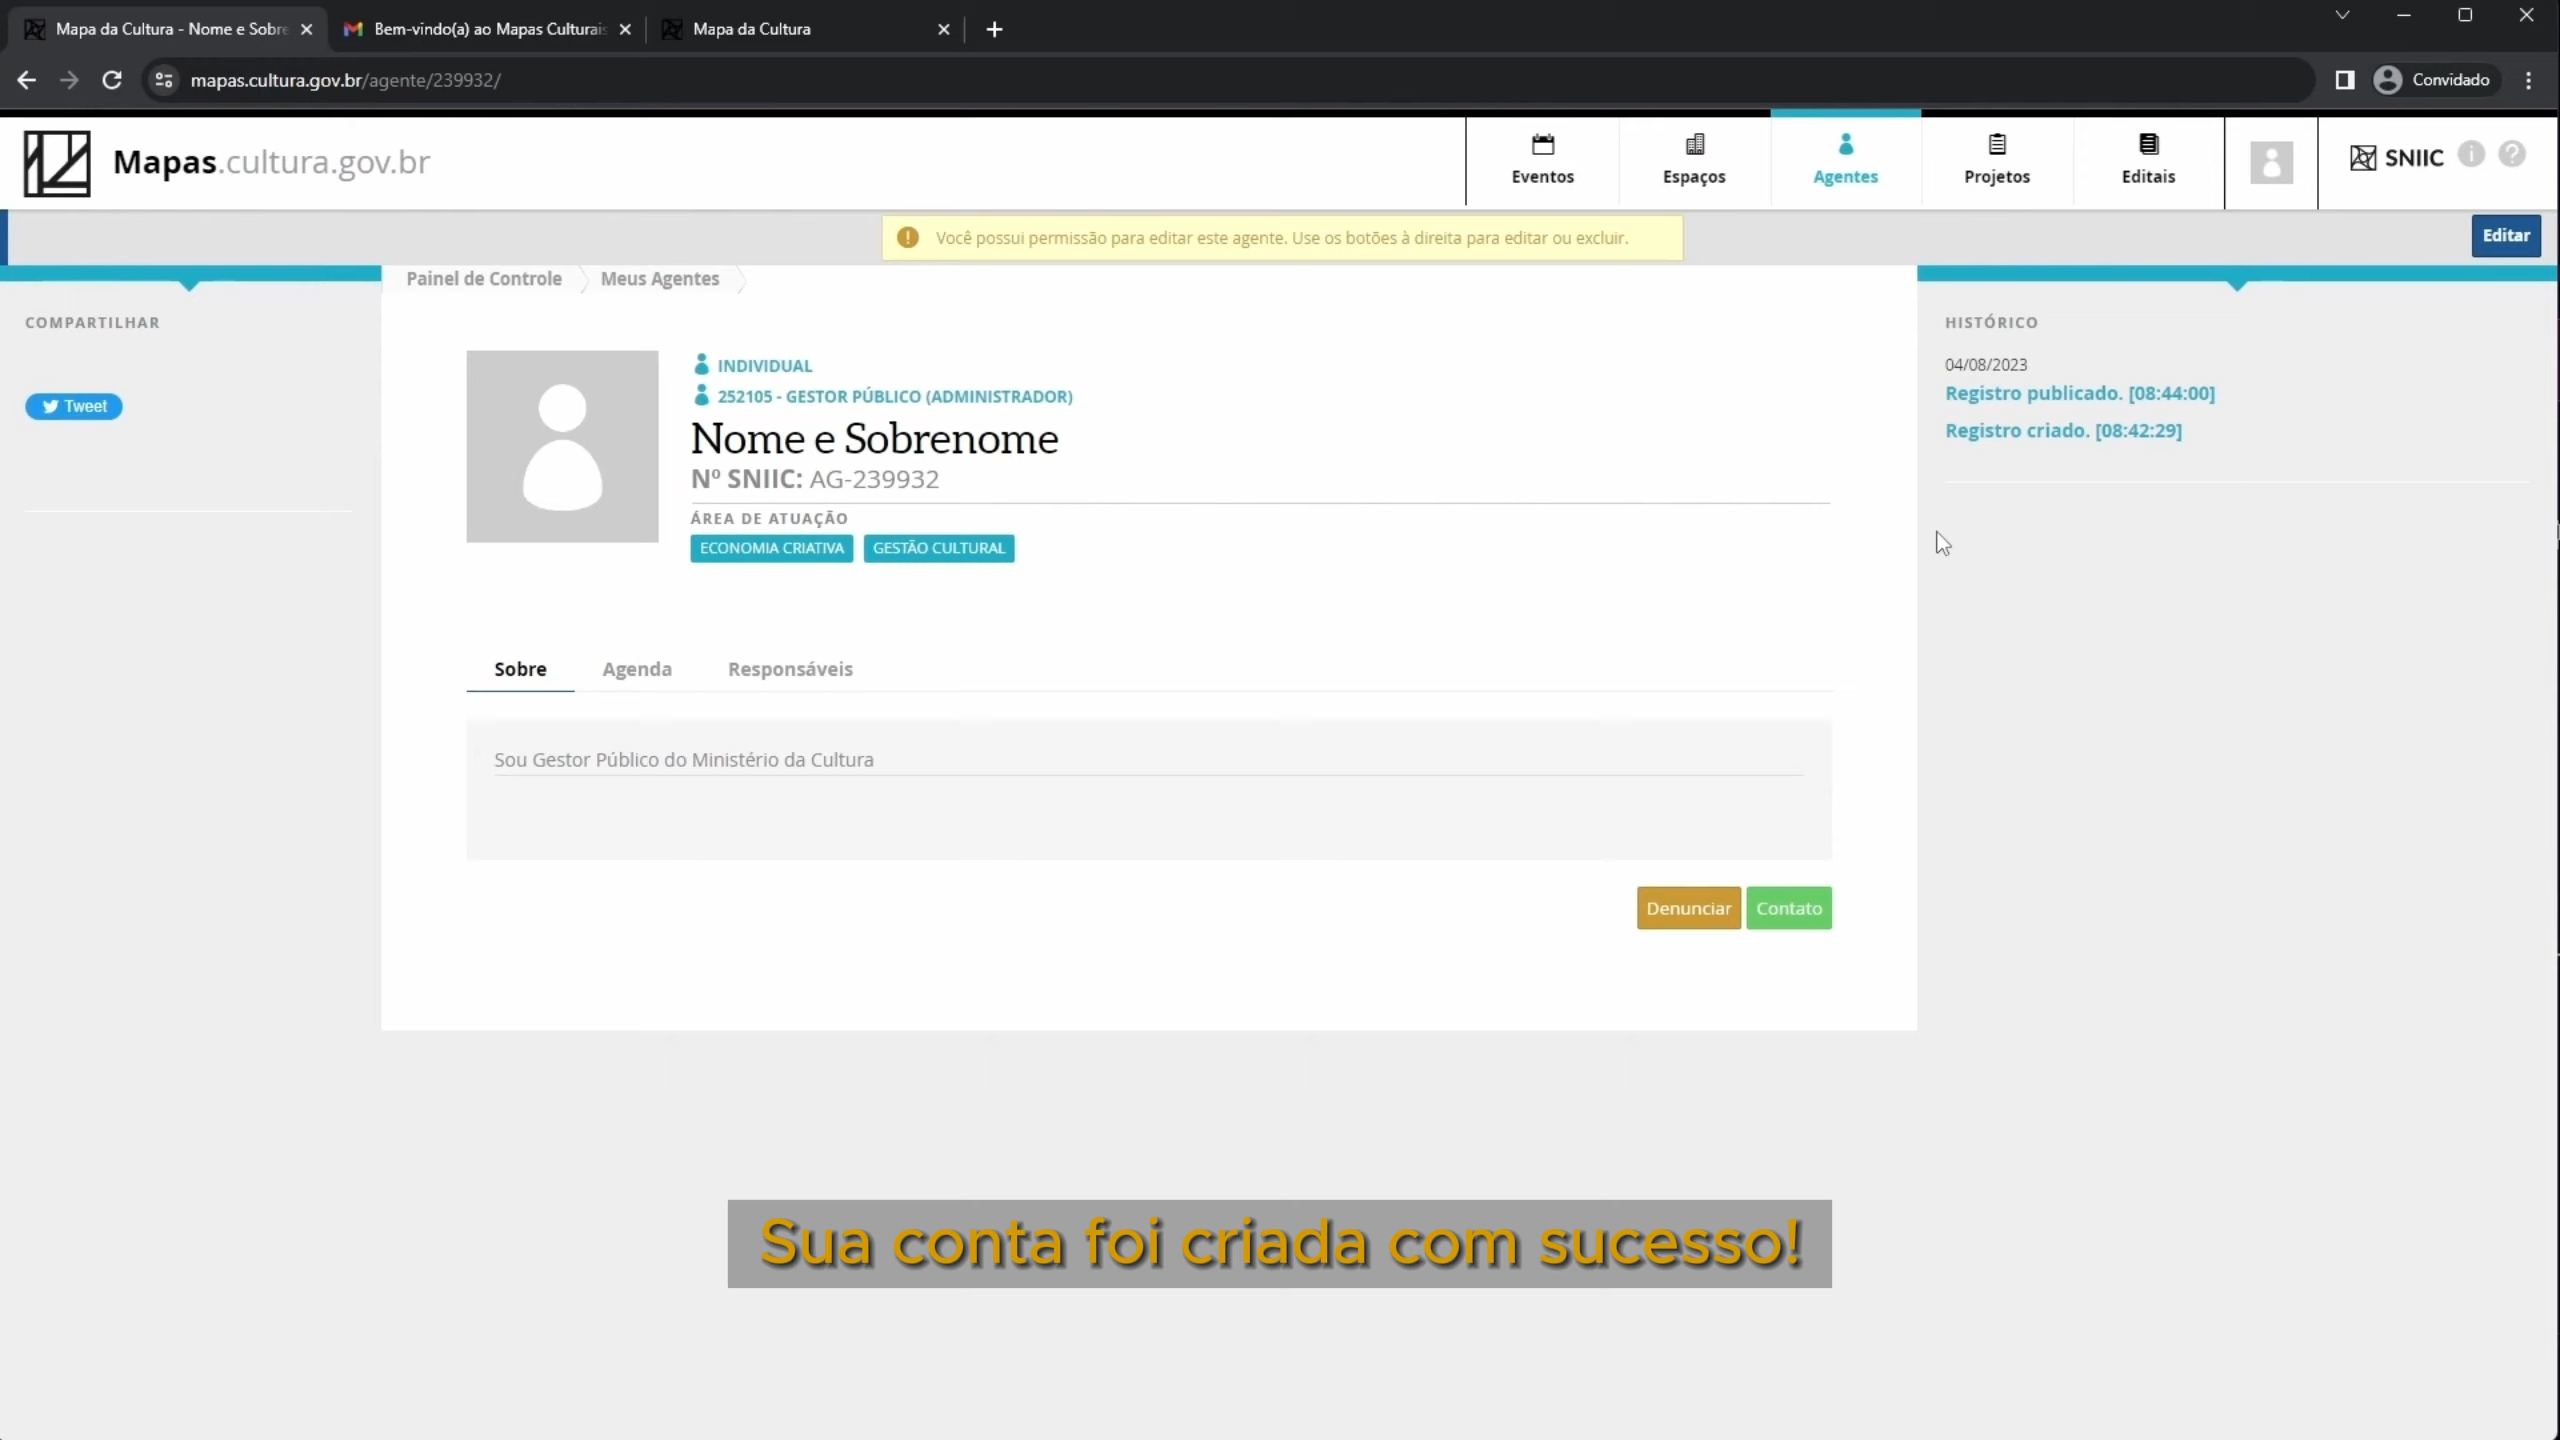 Mapa da Cultura - Nome e Sobre
Bem-vindo(a) ao Mapas Culturais
Mapa da Cultura
mapas.cultura.gov.br/agente/239932/
Convidado
Mapas.cultura.gov.br
Eventos
Espaços
Agentes
Projetos
Editais
SNIIC
Você possui permissão para editar este agente. Use os botões à direita para editar ou excluir.
Editar
Painel de Controle
Meus Agentes
COMPARTILHAR
Tweet
INDIVIDUAL
252105 - GESTOR PÚBLICO (ADMINISTRADOR)
Nome e Sobrenome
Nº SNIIC: AG-239932
ÁREA DE ATUAÇÃO
ECONOMIA CRIATIVA
GESTÃO CULTURAL
HISTÓRICO
04/08/2023
Registro publicado. [08:44:00]
Registro criado. [08:42:29]
Sobre
Agenda
Responsáveis
Sou Gestor Público do Ministério da Cultura
Denunciar
Contato
Sua conta foi criada com sucesso!